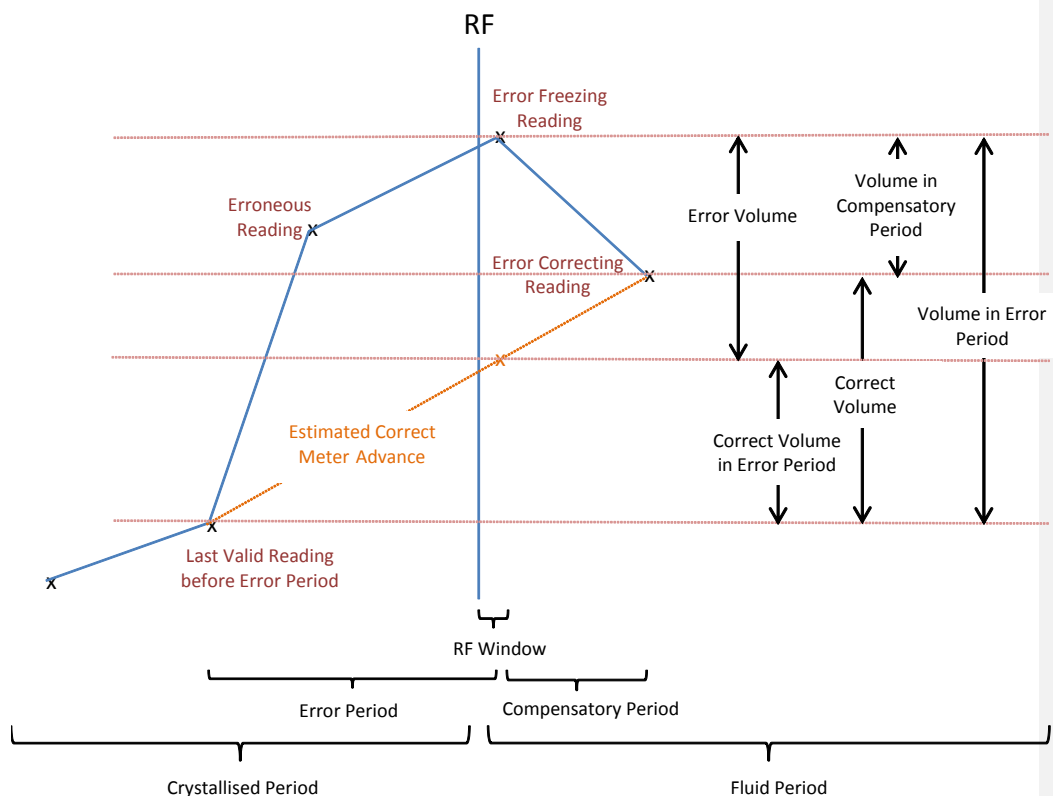 RF
Error Freezing
Reading
Erroneous
Reading
Error Volume
Volume in
Compensatory
Period
Error Correcting
Reading
Volume in Error
Period
Correct
Volume
Estimated Correct
Meter Advance
Correct Volume
in Error Period
Last Valid Reading
before Error Period
RF Window
Error Period
Compensatory Period
Crystallised Period
Fluid Period